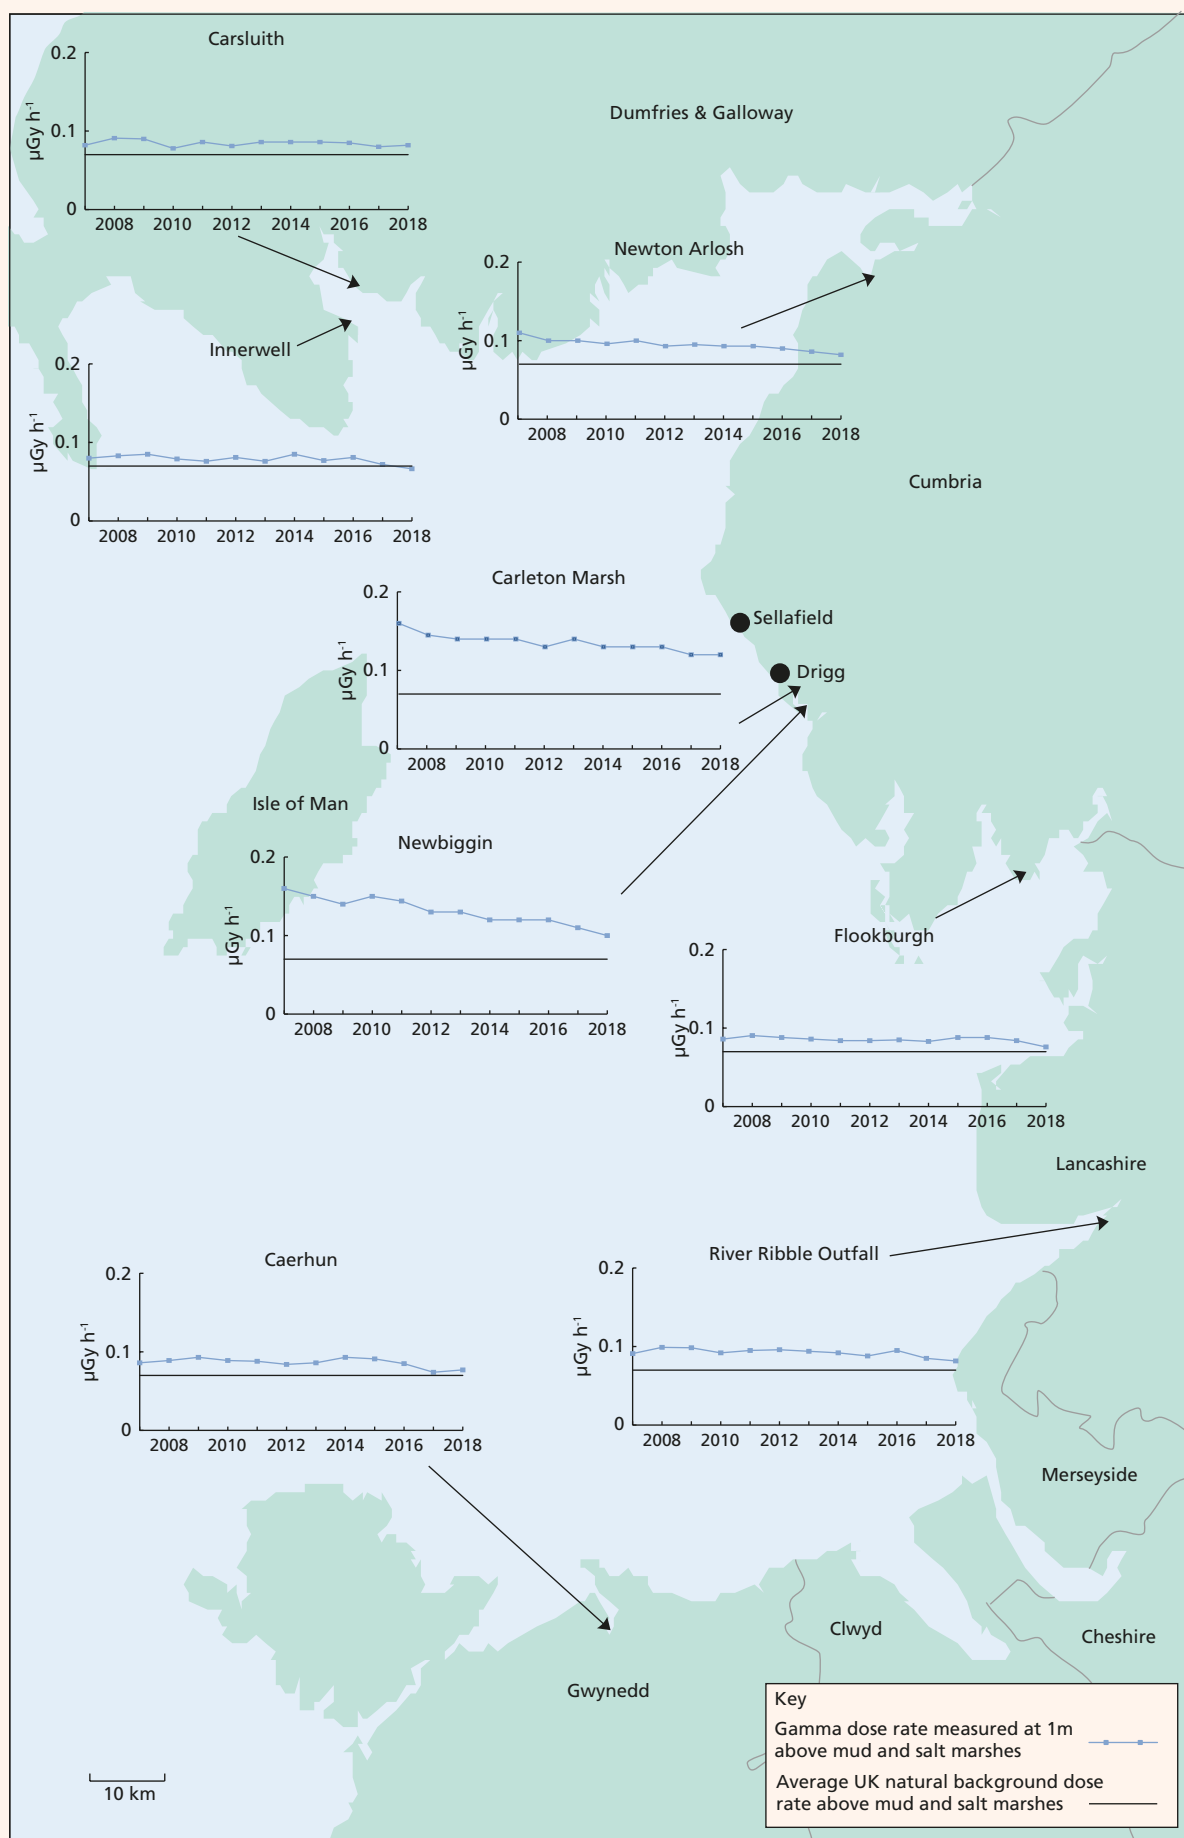 Carsluith
0.2
0.1
0
µGy h-1
2008 2010 2012 2014 2016 2018
Dumfries & Galloway
Newton Arlosh
0.2
0.1
0
µGy h-1
2008 2010 2012 2014 2016 2018
Innerwell
0.2
0.1
0
µGy h-1
2008 2010 2012 2014 2016 2018
Cumbria
Carleton Marsh
0.2
0.1
0
µGy h-1
2008 2010 2012 2014 2016 2018
Sellafield
Drigg
Isle of Man
Newbiggin
0.2
0.1
0
µGy h-1
2008 2010 2012 2014 2016 2018
Flookburgh
0.2
0.1
0
µGy h-1
2008 2010 2012 2014 2016 2018
Lancashire
Caerhun
0.2
0.1
0
µGy h-1
2008 2010 2012 2014 2016 2018
River Ribble Outfall
0.2
0.1
0
µGy h-1
2008 2010 2012 2014 2016 2018
Merseyside
Clwyd
Cheshire
Gwynedd
Key
Gamma dose rate measured at 1m
above mud and salt marshes
Average UK natural background dose
rate above mud and salt marshes
10 km